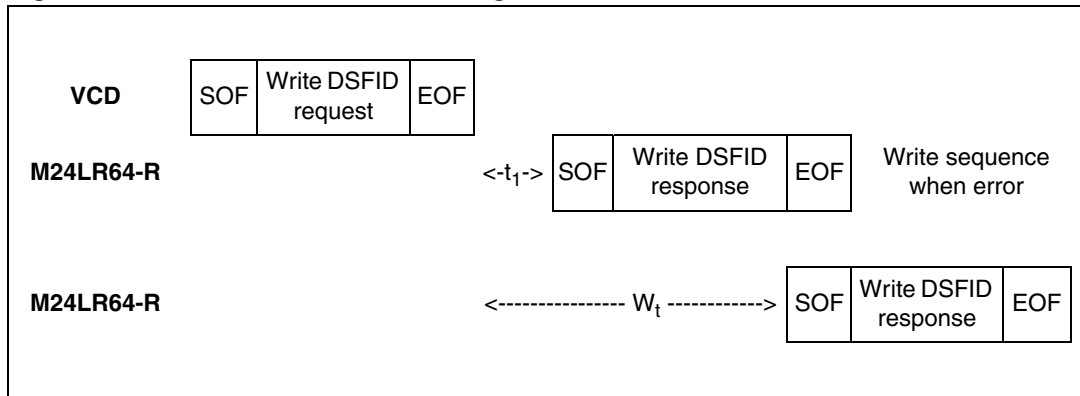 VCD SOF Write DSFID request EOF
M24LR64-R <-t1-> SOF Write DSFID response EOF Write sequence when error
M24LR64-R <---------------- Wt ------------> SOF Write DSFID response EOF